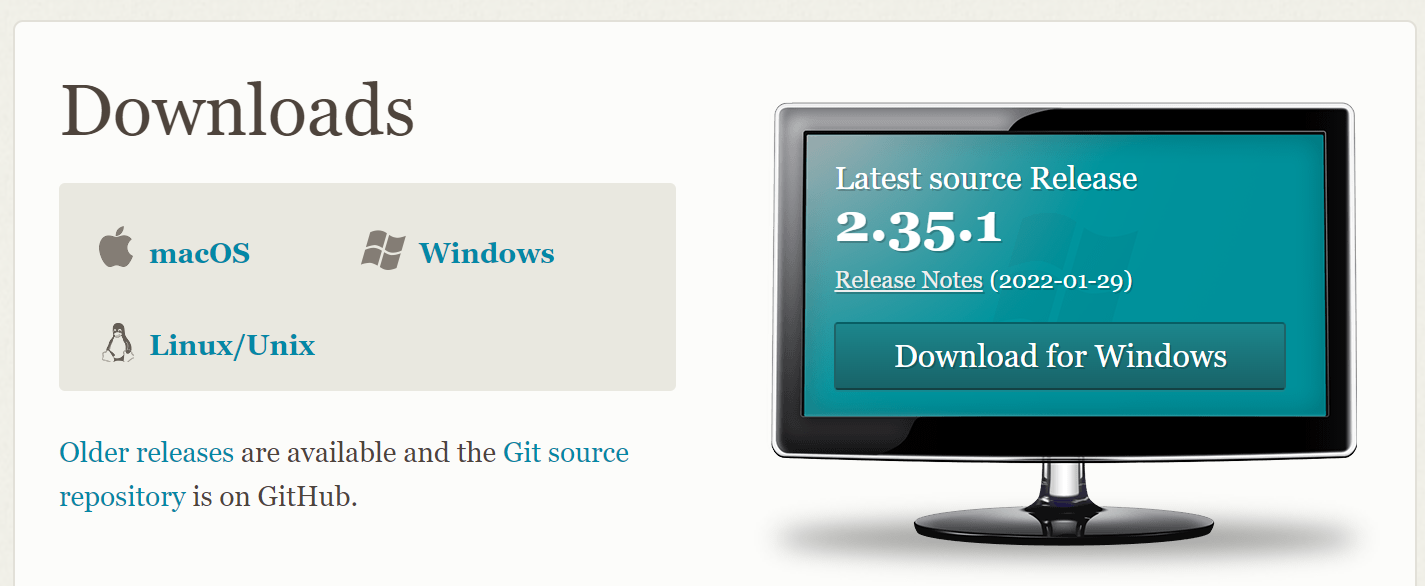 Downloads
macOS
Windows
Linux/Unix
Older releases are available and the Git source
repository is on GitHub.
Latest source Release
2.35.1
Release Notes (2022-01-29)
Download for Windows